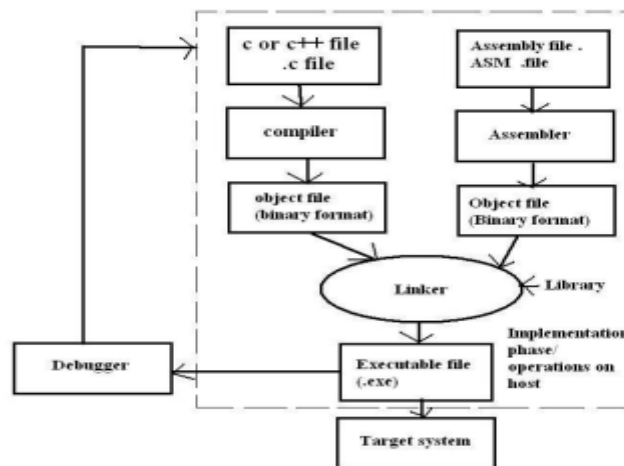 c or c++ file
.c file
Assembly file .
ASM .file
compiler
Assembler
object file
(binary format)
Object file
(Binary format)
Linker
Library
Implementation
phase/
operations on
host
Debugger
Executable file
(.exe)
Target system